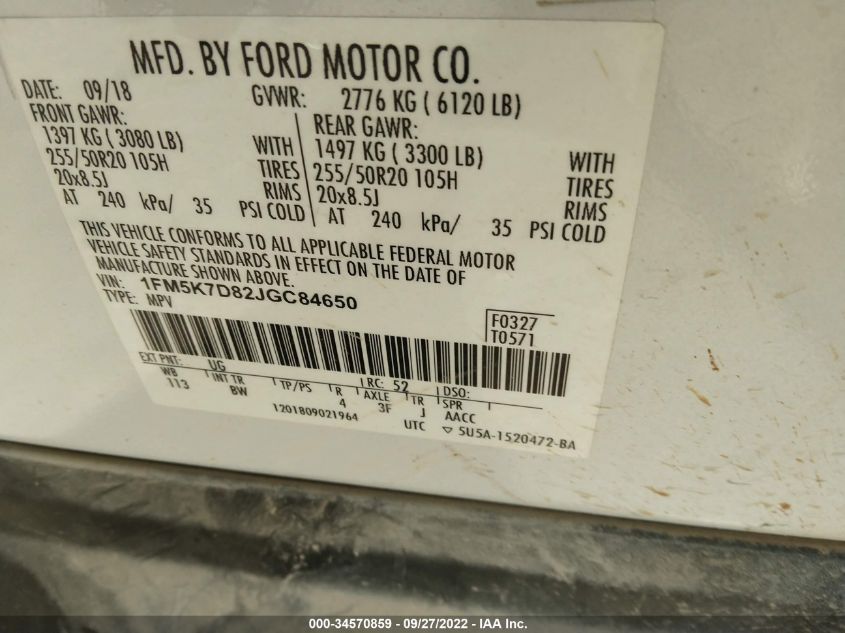 MFD. BY FORD MOTOR CO.
DATE: 09/18 GVWR: 2776 KG ( 6120 LB)
FRONT GAWR: REAR GAWR:
1397 KG ( 3080 LB) WITH 1497 KG ( 3300 LB) WITH
255/50R20 105H TIRES 255/50R20 105H TIRES
20x8.5J RIMS 20x8.5J RIMS
AT 240 kPa/ 35 PSI COLD AT 240 kPa/ 35 PSI COLD
THIS VEHICLE CONFORMS TO ALL APPLICABLE FEDERAL MOTOR
VEHICLE SAFETY STANDARDS IN EFFECT ON THE DATE OF
MANUFACTURE SHOWN ABOVE.
VIN: 1FM5K7D82JGC84650
TYPE: MPV
F0327
T0571
EXT PNT: UG RC: 52 DSO:
WB INT TR TP/PS R AXLE TR SPR
113 BW 4 3F J AACC
1201809021964 UTC ▽ 5U5A-1520472-BA
000-34570859 / 09/27/2022 - IAA Inc.